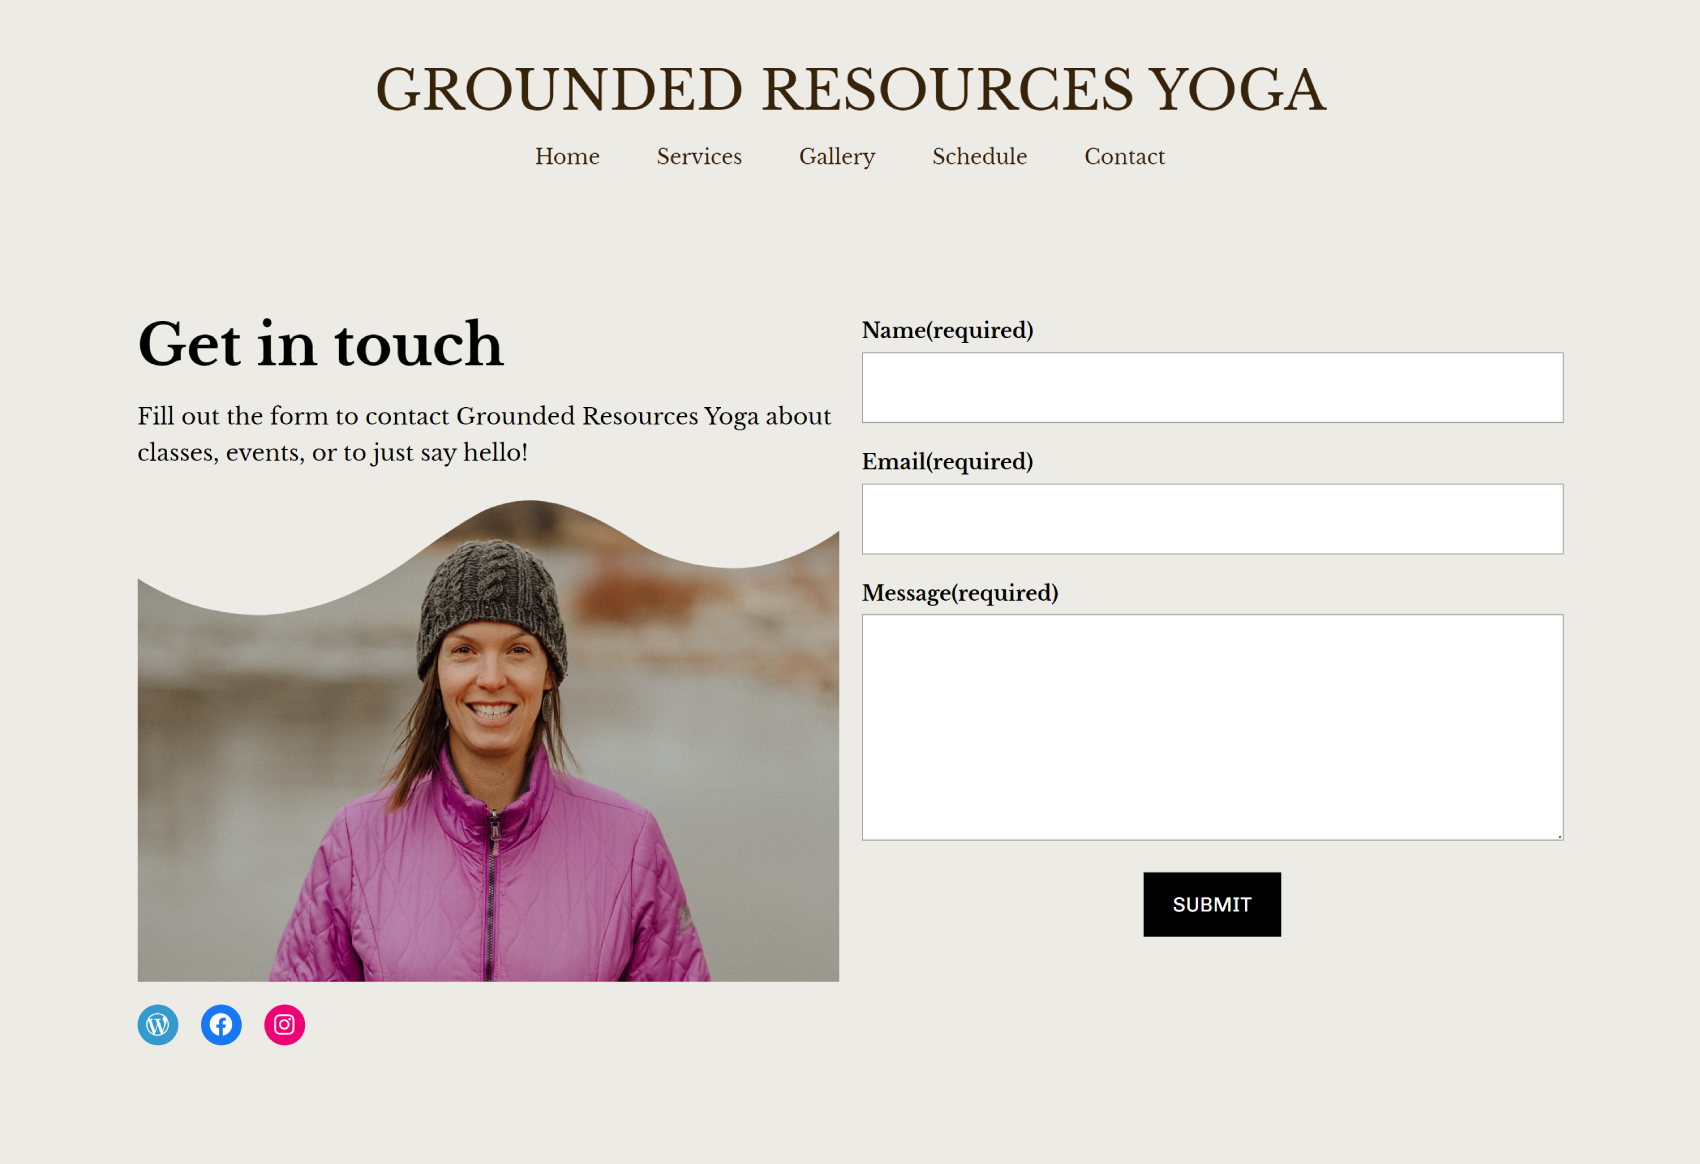 GROUNDED RESOURCES YOGA
Home Services Gallery Schedule Contact
Get in touch
Fill out the form to contact Grounded Resources Yoga about
classes, events, or to just say hello!
Name(required)
Email(required)
Message(required)
SUBMIT